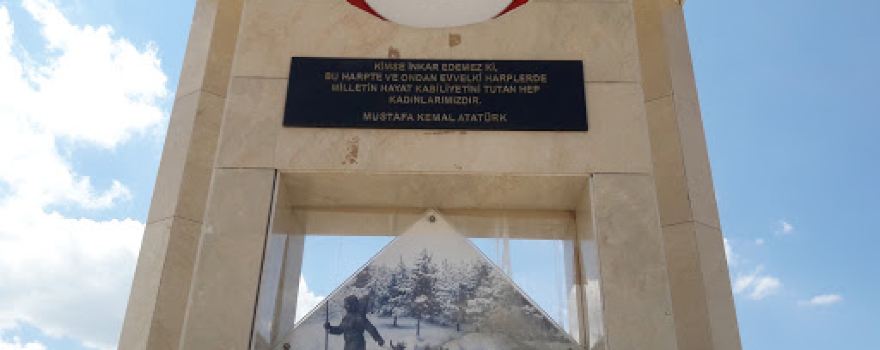 KİMSE İNKAR EDEMEZ Kİ,
BU HARPTE VE ONDAN EVVELKİ HARPLERDE
MİLLETİN HAYAT KABİLİYETİNİ TUTAN HEP
KADINLARIMIZDIR.
MUSTAFA KEMAL ATATÜRK